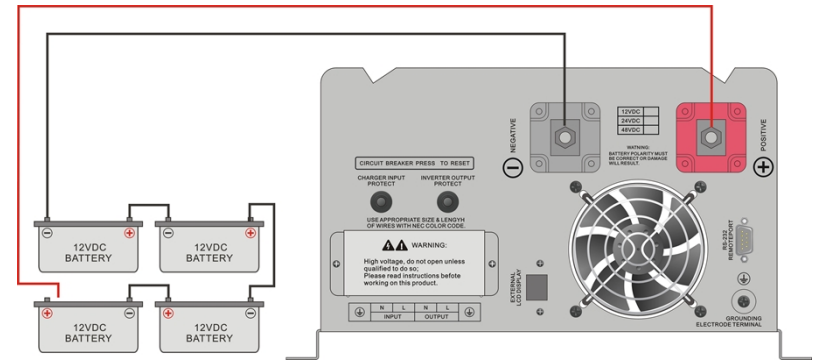 NEGATIVE
12VDC
24VDC
48VDC
WATNING:
BATTERY POLARITY MUST
BE CORRECT OR DAMAGE
WILL RESULT.
POSITIVE
CIRCUIT BREAKER PRESS TO RESET
CHARGER INPUT
PROTECT
INVERTER OUTPUT
PROTECT
USE APPROPRIATE SIZE & LENGYH
OF WIRES WITH NEC COLOR CODE.
WARNING:
High voltage, do not open unless
qualified to do so;
Please read instructions befote
working on this product.
N L N L
INPUT OUTPUT
EXTERNAL
LCD DISPLAY
RS-232
REMOTEPORT
GROUNDING
ELECTRODE TERMINAL
12VDC
BATTERY
12VDC
BATTERY
12VDC
BATTERY
12VDC
BATTERY